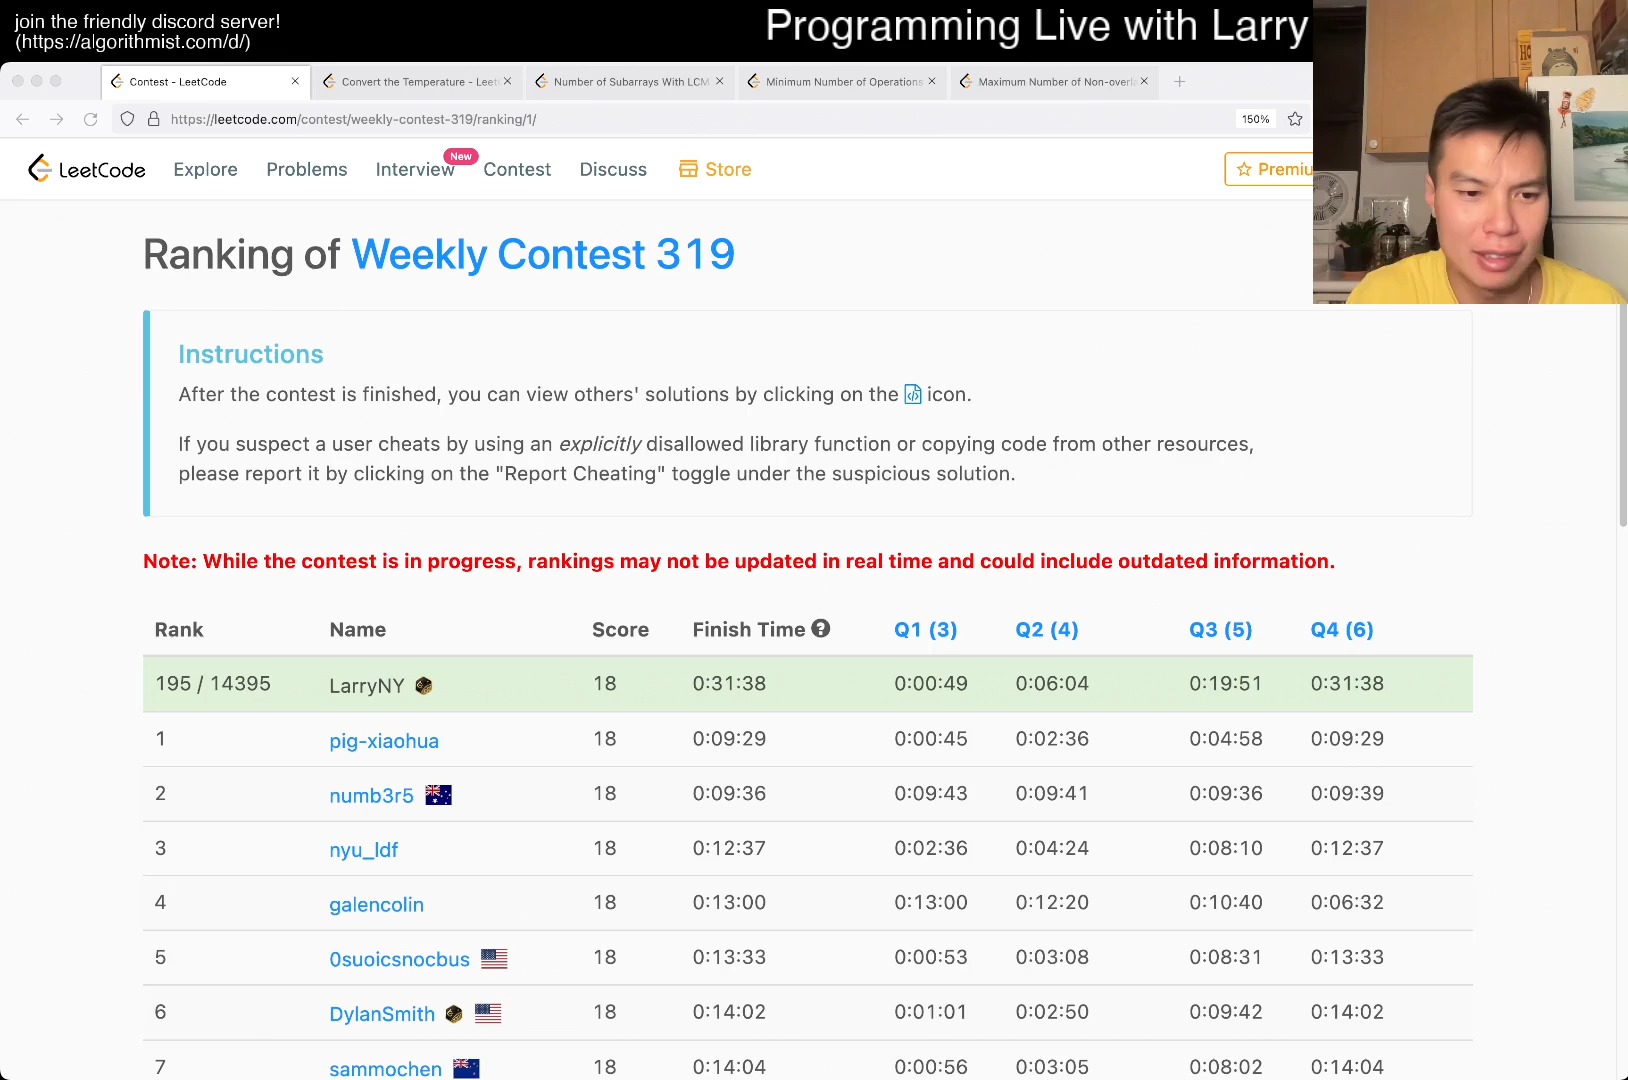 join the friendly discord server!
(https://algorithmist.com/d/)
Programming Live with Larry
Contest - LeetCode
Convert the Temperature - Leet
Number of Subarrays With LCM
Minimum Number of Operations
Maximum Number of Non-overl
https://leetcode.com/contest/weekly-contest-319/ranking/1/
150%
LeetCode
Explore
Problems
Interview
New
Contest
Discuss
Store
Premiu
Ranking of Weekly Contest 319
Instructions
After the contest is finished, you can view others' solutions by clicking on the icon.
If you suspect a user cheats by using an explicitly disallowed library function or copying code from other resources,
please report it by clicking on the "Report Cheating" toggle under the suspicious solution.
Note: While the contest is in progress, rankings may not be updated in real time and could include outdated information.
Rank Name Score Finish Time Q1 (3) Q2 (4) Q3 (5) Q4 (6)
195 / 14395 LarryNY 18 0:31:38 0:00:49 0:06:04 0:19:51 0:31:38
1 pig-xiaohua 18 0:09:29 0:00:45 0:02:36 0:04:58 0:09:29
2 numb3r5 18 0:09:36 0:09:43 0:09:41 0:09:36 0:09:39
3 nyu_ldf 18 0:12:37 0:02:36 0:04:24 0:08:10 0:12:37
4 galencolin 18 0:13:00 0:13:00 0:12:20 0:10:40 0:06:32
5 0suoicsnocbus 18 0:13:33 0:00:53 0:03:08 0:08:31 0:13:33
6 DylanSmith 18 0:14:02 0:01:01 0:02:50 0:09:42 0:14:02
7 sammochen 18 0:14:04 0:00:56 0:03:05 0:08:02 0:14:04